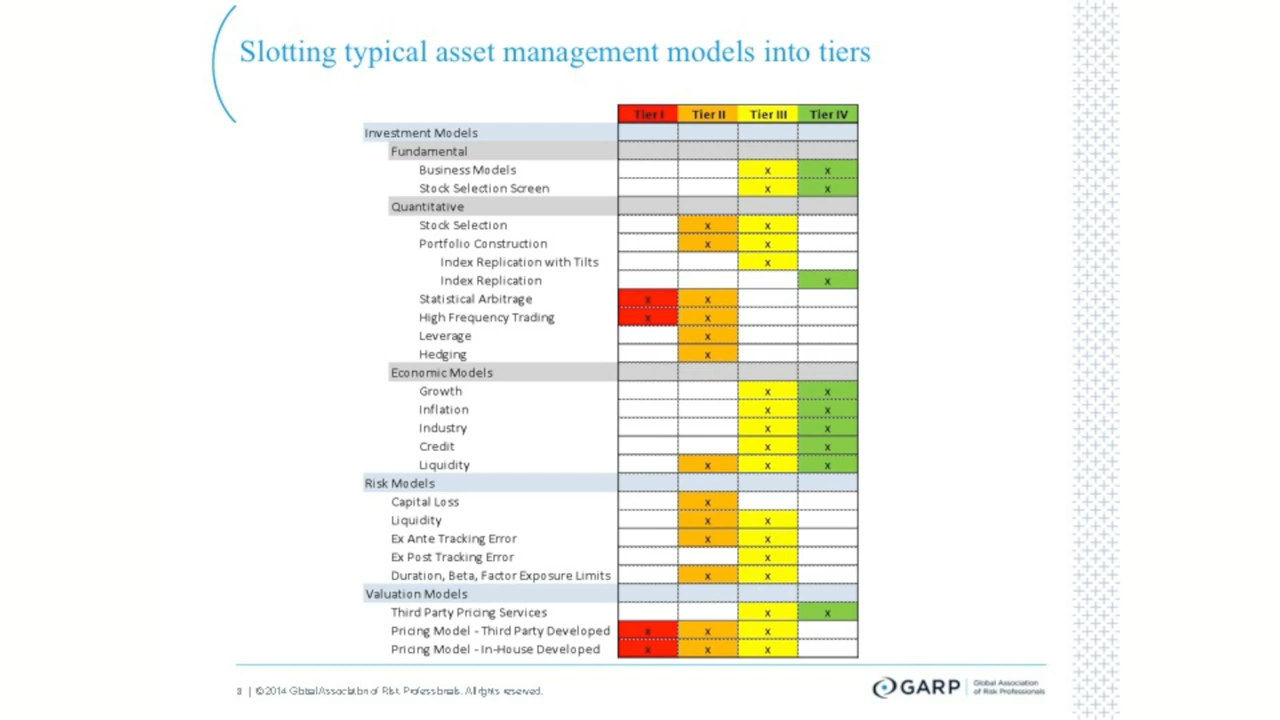 Slotting typical asset management models into tiers
Tier I Tier II Tier III Tier IV
Investment Models
Fundamental
Business Models x x
Stock Selection Screen x x
Quantitative
Stock Selection x x
Portfolio Construction x x
Index Replication with Tilts x
Index Replication x
Statistical Arbitrage x x
High Frequency Trading x x
Leverage x
Hedging x
Economic Models
Growth x x
Inflation x x
Industry x x
Credit x x
Liquidity x x x
Risk Models
Capital Loss x
Liquidity x x
Ex Ante Tracking Error x x
Ex Post Tracking Error x
Duration, Beta, Factor Exposure Limits x x
Valuation Models
Third Party Pricing Services x x
Pricing Model - Third Party Developed x x x
Pricing Model - In-House Developed x x x
3 | © 2014 Global Association of Risk Professionals. All rights reserved.
GARP
Global Association
of Risk Professionals